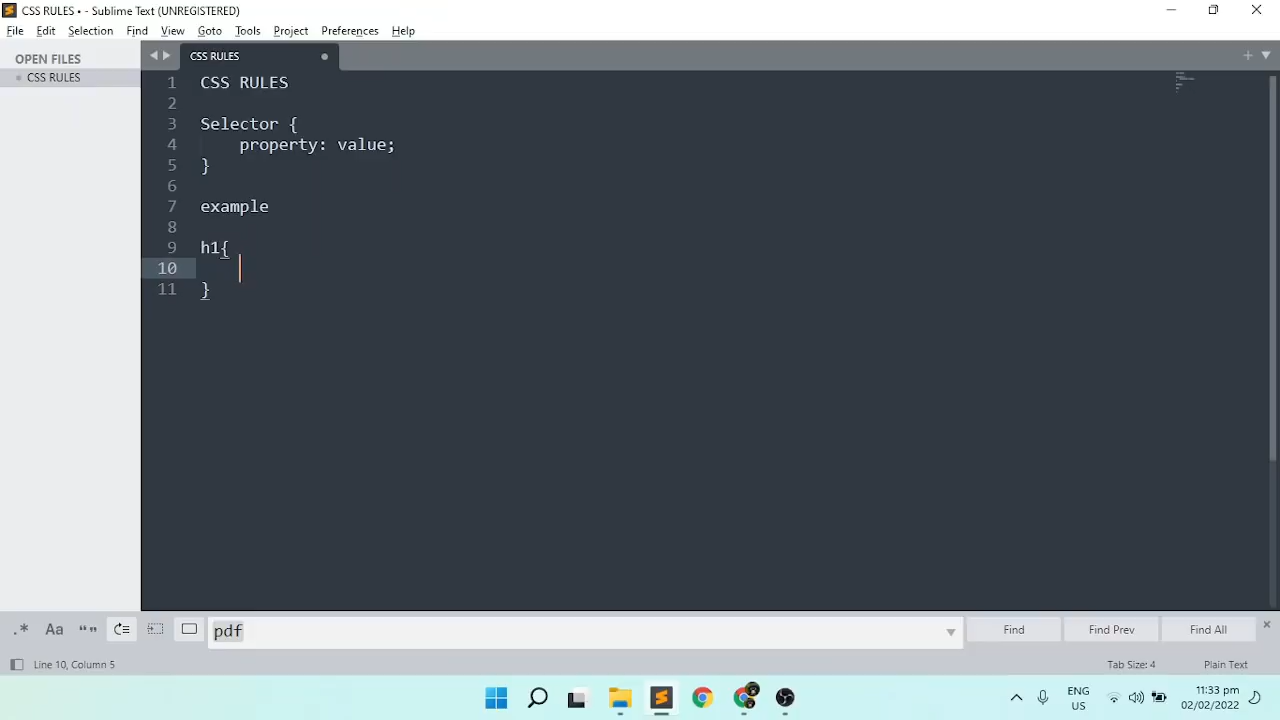 CSS RULES • - Sublime Text (UNREGISTERED)
File Edit Selection Find View Goto Tools Project Preferences Help
OPEN FILES
CSS RULES
CSS RULES
1 CSS RULES
2
3 Selector {
4 property: value;
5 }
6
7 example
8
9 h1{
10
11 }
.* Aa “” pdf Find Find Prev Find All
Line 10, Column 5 Tab Size: 4 Plain Text
ENG
US
11:33 pm
02/02/2022